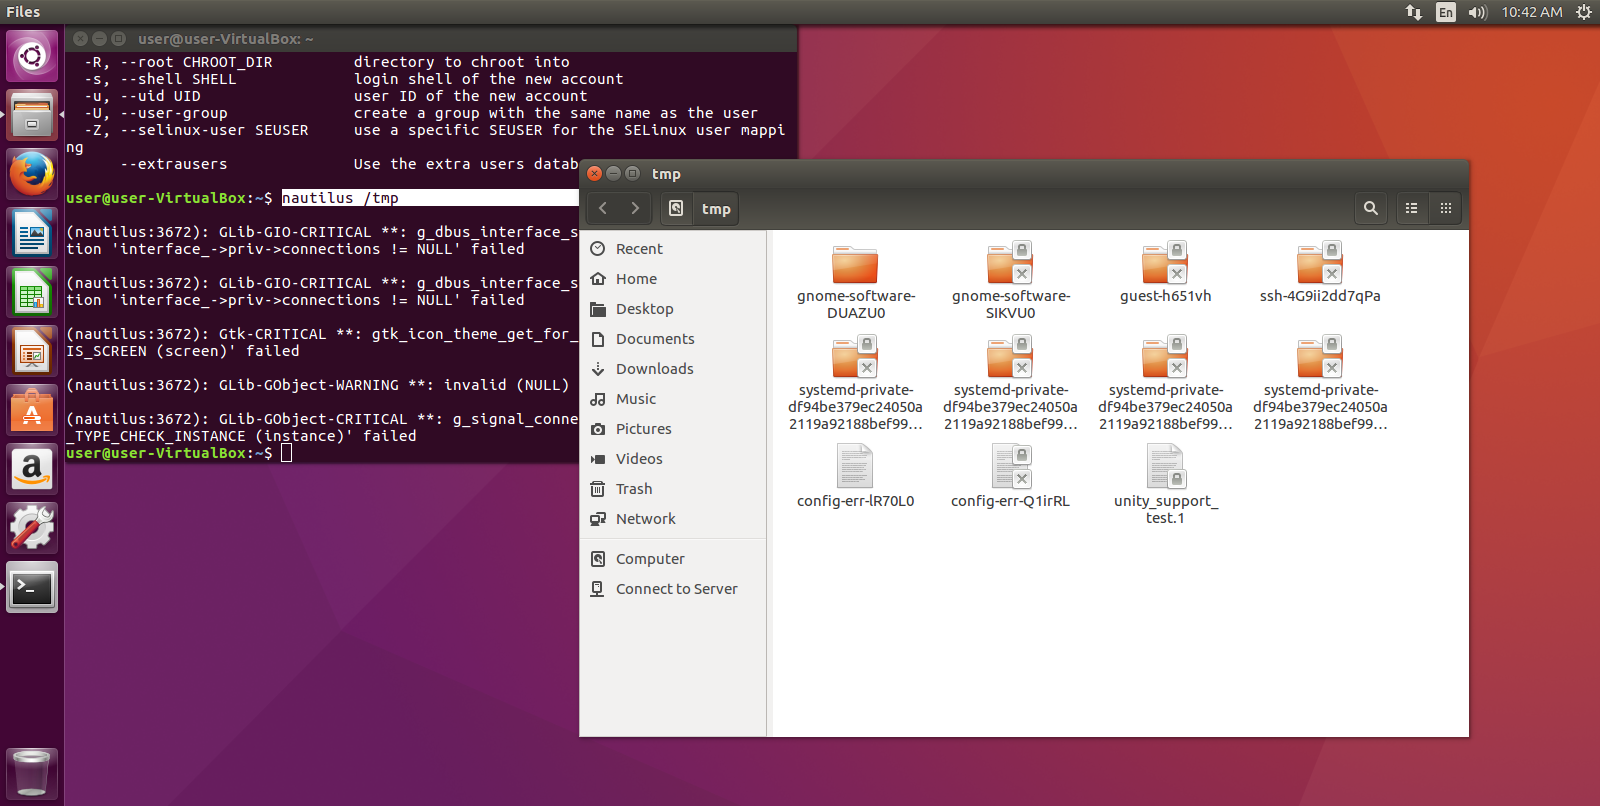 Files
En
10:42 AM
user@user-VirtualBox: ~
-R, --root CHROOT_DIR directory to chroot into
-s, --shell SHELL login shell of the new account
-u, --uid UID user ID of the new account
-U, --user-group create a group with the same name as the user
-Z, --selinux-user SEUSER use a specific SEUSER for the SELinux user mappi
ng
--extrausers Use the extra users datab
user@user-VirtualBox:~$ nautilus /tmp
(nautilus:3672): GLib-GIO-CRITICAL **: g_dbus_interface_s
tion 'interface_->priv->connections != NULL' failed
(nautilus:3672): GLib-GIO-CRITICAL **: g_dbus_interface_s
tion 'interface_->priv->connections != NULL' failed
(nautilus:3672): Gtk-CRITICAL **: gtk_icon_theme_get_for_
IS_SCREEN (screen)' failed
(nautilus:3672): GLib-GObject-WARNING **: invalid (NULL)
(nautilus:3672): GLib-GObject-CRITICAL **: g_signal_conne
_TYPE_CHECK_INSTANCE (instance)' failed
user@user-VirtualBox:~$
tmp
tmp
Recent
Home
Desktop
Documents
Downloads
Music
Pictures
Videos
Trash
Network
Computer
Connect to Server
gnome-software-
DUAZU0
gnome-software-
SIKVU0
guest-h651vh
ssh-4G9ii2dd7qPa
systemd-private-
df94be379ec24050a
2119a92188bef99...
systemd-private-
df94be379ec24050a
2119a92188bef99...
systemd-private-
df94be379ec24050a
2119a92188bef99...
systemd-private-
df94be379ec24050a
2119a92188bef99...
config-err-lR70L0
config-err-Q1irRL
unity_support_
test.1